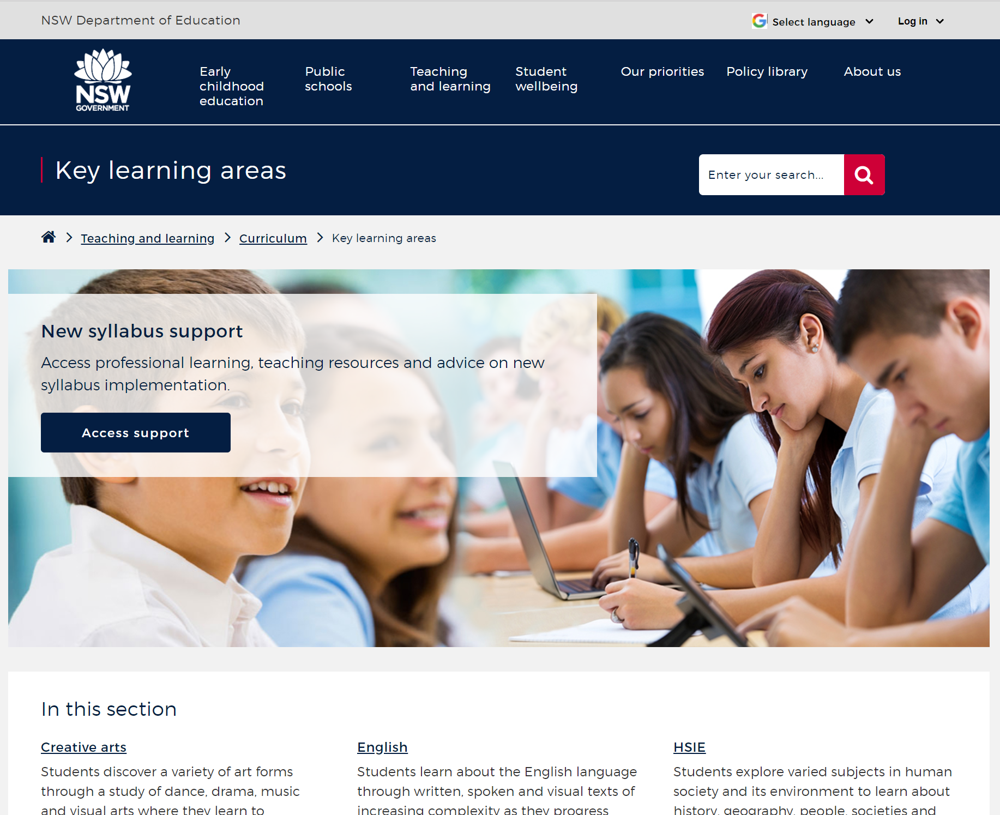 NSW Department of Education
Select language
Log in
NSW
GOVERNMENT
Early
childhood
education
Public
schools
Teaching
and learning
Student
wellbeing
Our priorities
Policy library
About us
Key learning areas
Enter your search...
Teaching and learning
Curriculum
Key learning areas
New syllabus support
Access professional learning, teaching resources and advice on new
syllabus implementation.
Access support
In this section
Creative arts
Students discover a variety of art forms
through a study of dance, drama, music
and visual arts where they learn to
English
Students learn about the English language
through written, spoken and visual texts of
increasing complexity as they progress
HSIE
Students explore varied subjects in human
society and its environment to learn about
history, geography, people, societies and